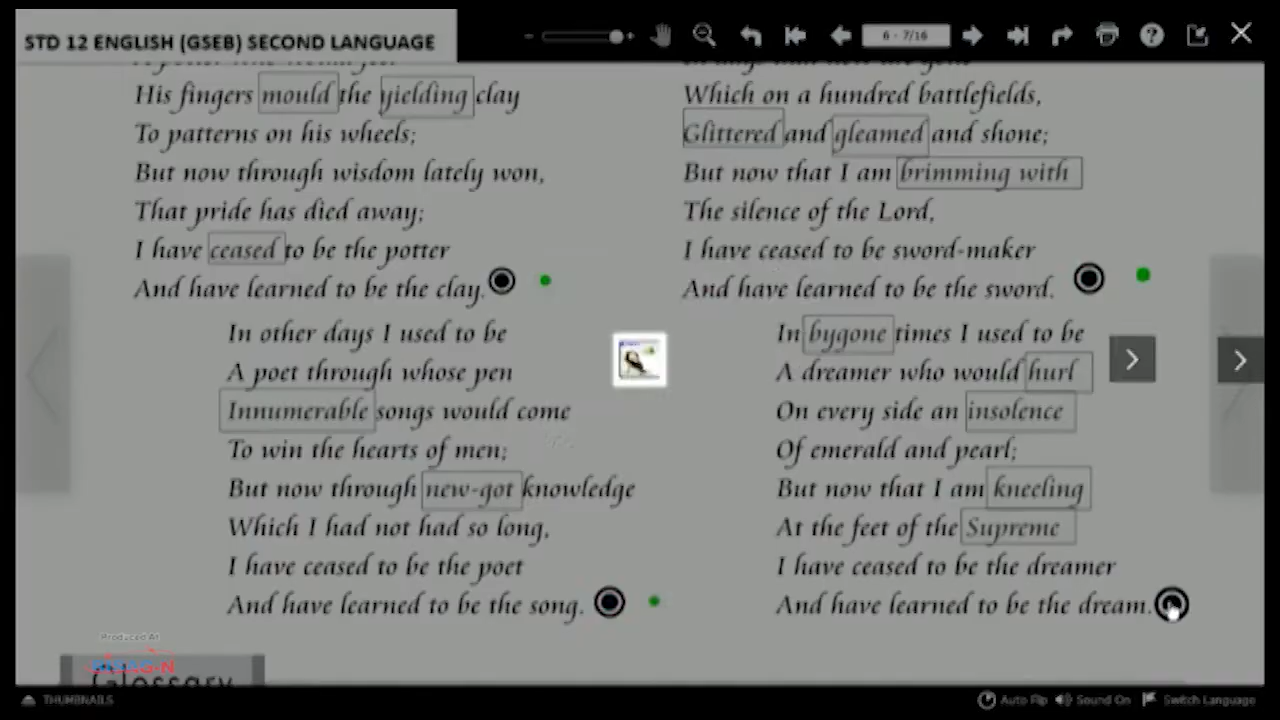 STD 12 ENGLISH (GSEB) SECOND LANGUAGE
6 - 7/16
His fingers mould the yielding clay
To patterns on his wheels;
But now through wisdom lately won,
That pride has died away;
I have ceased to be the potter
And have learned to be the clay.
In other days I used to be
A poet through whose pen
Innumerable songs would come
To win the hearts of men;
But now through new-got knowledge
Which I had not had so long,
I have ceased to be the poet
And have learned to be the song.
Which on a hundred battlefields,
Glittered and gleamed and shone;
But now that I am brimming with
The silence of the Lord,
I have ceased to be sword-maker
And have learned to be the sword.
In bygone times I used to be
A dreamer who would hurl
On every side an insolence
Of emerald and pearl;
But now that I am kneeling
At the feet of the Supreme
I have ceased to be the dreamer
And have learned to be the dream.
Produced At
Glossary
THUMBNAILS
Auto Flip
Sound On
Switch Language